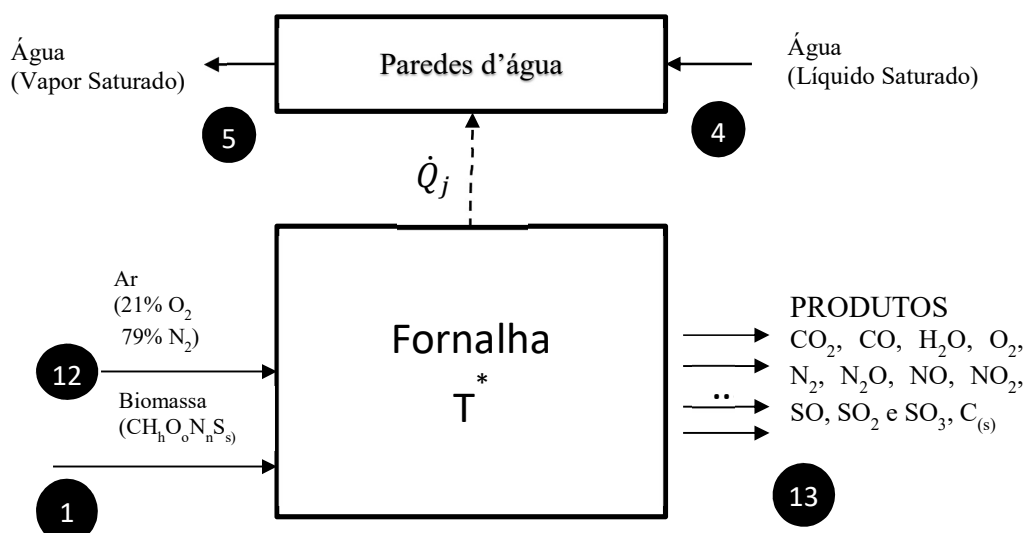 Água
(Vapor Saturado)
Paredes d’água
Água
(Líquido Saturado)
5
4
Q̇ⱼ
Ar
(21% O₂
79% N₂)
12
Biomassa
(CHₕOₒNₙSₛ)
1
Fornalha
T*
PRODUTOS
CO₂, CO, H₂O, O₂,
N₂, N₂O, NO, NO₂,
SO, SO₂ e SO₃, C₍ₛ₎
..
13